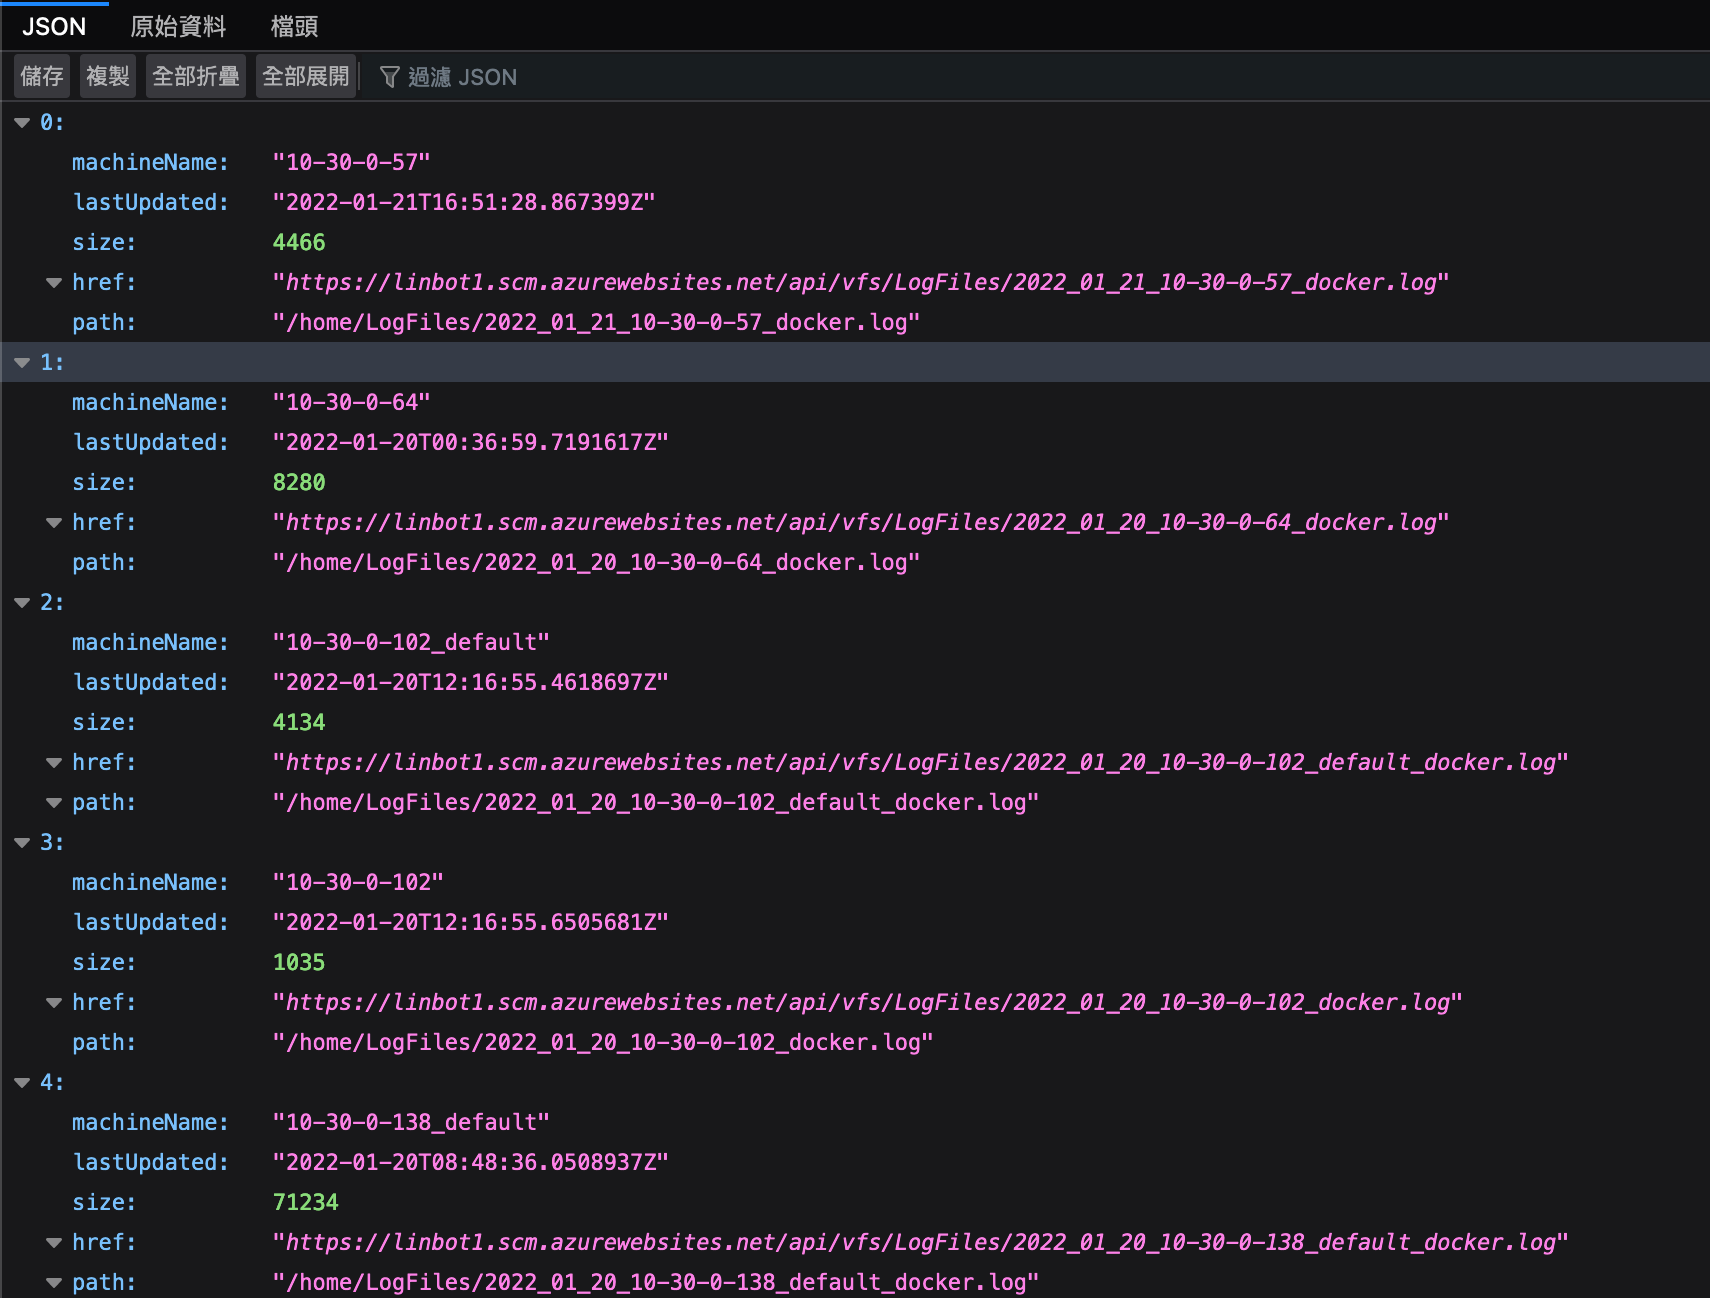 JSON 原始資料 檔頭
儲存 複製 全部折疊 全部展開 過濾 JSON
0:
machineName: "10-30-0-57"
lastUpdated: "2022-01-21T16:51:28.867399Z"
size: 4466
href: "https://linbot1.scm.azurewebsites.net/api/vfs/LogFiles/2022_01_21_10-30-0-57_docker.log"
path: "/home/LogFiles/2022_01_21_10-30-0-57_docker.log"
1:
machineName: "10-30-0-64"
lastUpdated: "2022-01-20T00:36:59.7191617Z"
size: 8280
href: "https://linbot1.scm.azurewebsites.net/api/vfs/LogFiles/2022_01_20_10-30-0-64_docker.log"
path: "/home/LogFiles/2022_01_20_10-30-0-64_docker.log"
2:
machineName: "10-30-0-102_default"
lastUpdated: "2022-01-20T12:16:55.4618697Z"
size: 4134
href: "https://linbot1.scm.azurewebsites.net/api/vfs/LogFiles/2022_01_20_10-30-0-102_default_docker.log"
path: "/home/LogFiles/2022_01_20_10-30-0-102_default_docker.log"
3:
machineName: "10-30-0-102"
lastUpdated: "2022-01-20T12:16:55.6505681Z"
size: 1035
href: "https://linbot1.scm.azurewebsites.net/api/vfs/LogFiles/2022_01_20_10-30-0-102_docker.log"
path: "/home/LogFiles/2022_01_20_10-30-0-102_docker.log"
4:
machineName: "10-30-0-138_default"
lastUpdated: "2022-01-20T08:48:36.0508937Z"
size: 71234
href: "https://linbot1.scm.azurewebsites.net/api/vfs/LogFiles/2022_01_20_10-30-0-138_default_docker.log"
path: "/home/LogFiles/2022_01_20_10-30-0-138_default_docker.log"